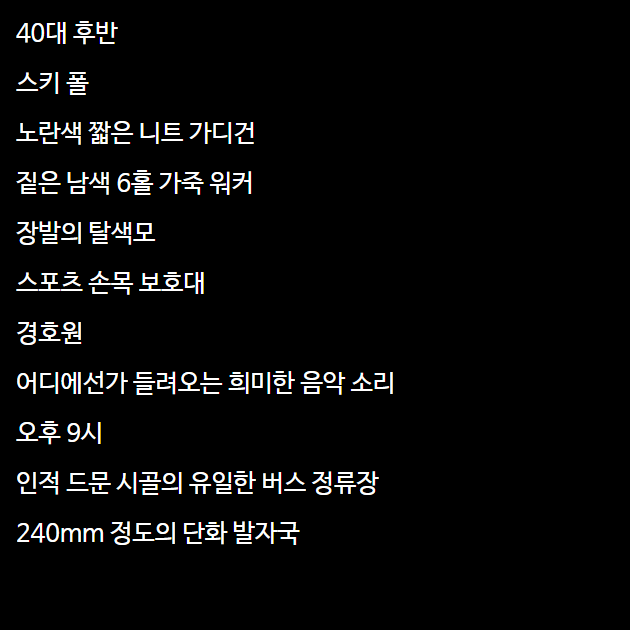 40대 후반
스키 폴
노란색 짧은 니트 가디건
짙은 남색 6홀 가죽 워커
장발의 탈색모
스포츠 손목 보호대
경호원
어디에선가 들려오는 희미한 음악 소리
오후 9시
인적 드문 시골의 유일한 버스 정류장
240mm 정도의 단화 발자국